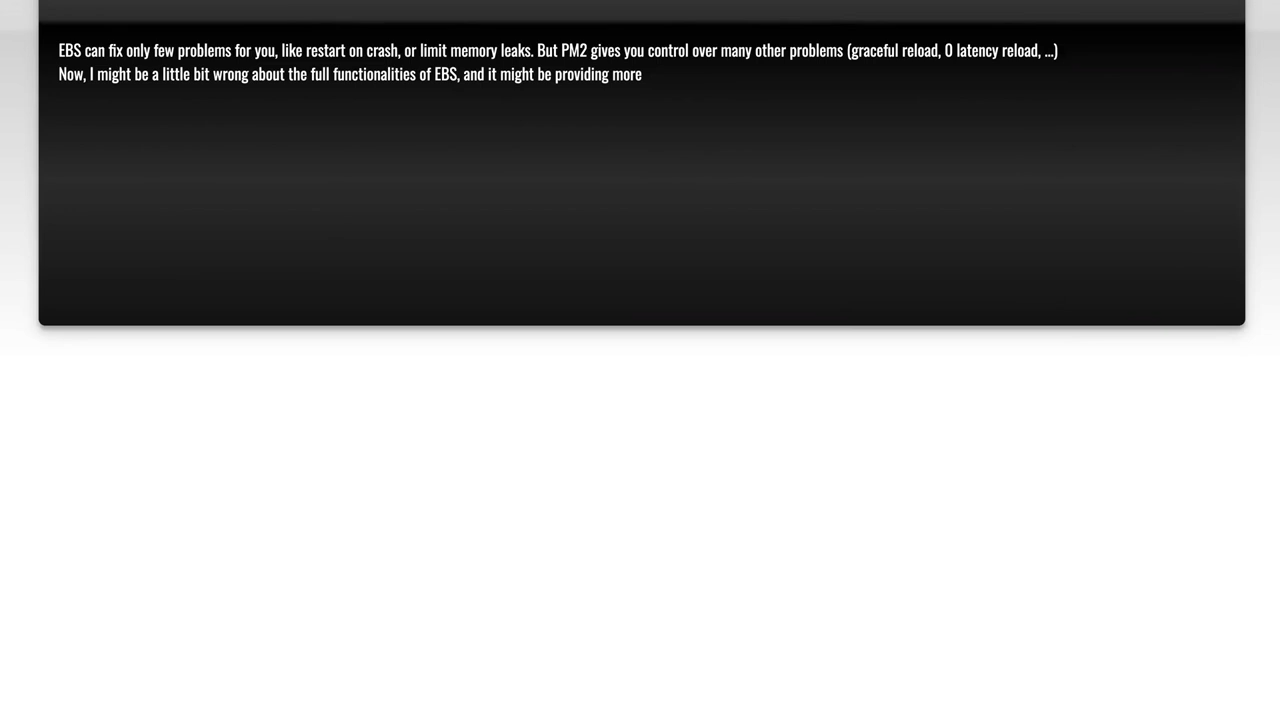 EBS can fix only few problems for you, like restart on crash, or limit memory leaks. But PM2 gives you control over many other problems (graceful reload, 0 latency reload, ...)
Now, I might be a little bit wrong about the full functionalities of EBS, and it might be providing more